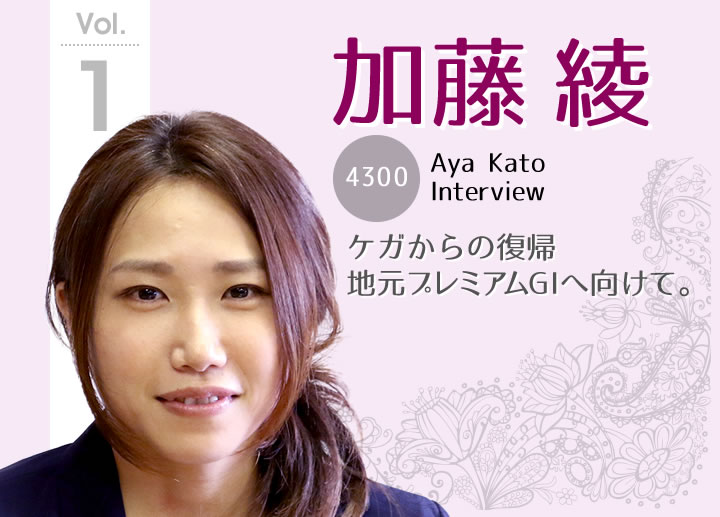 Vol.
1
加藤 綾
4300
Aya Kato
Interview
ケガからの復帰
地元プレミアムGIへ向けて。